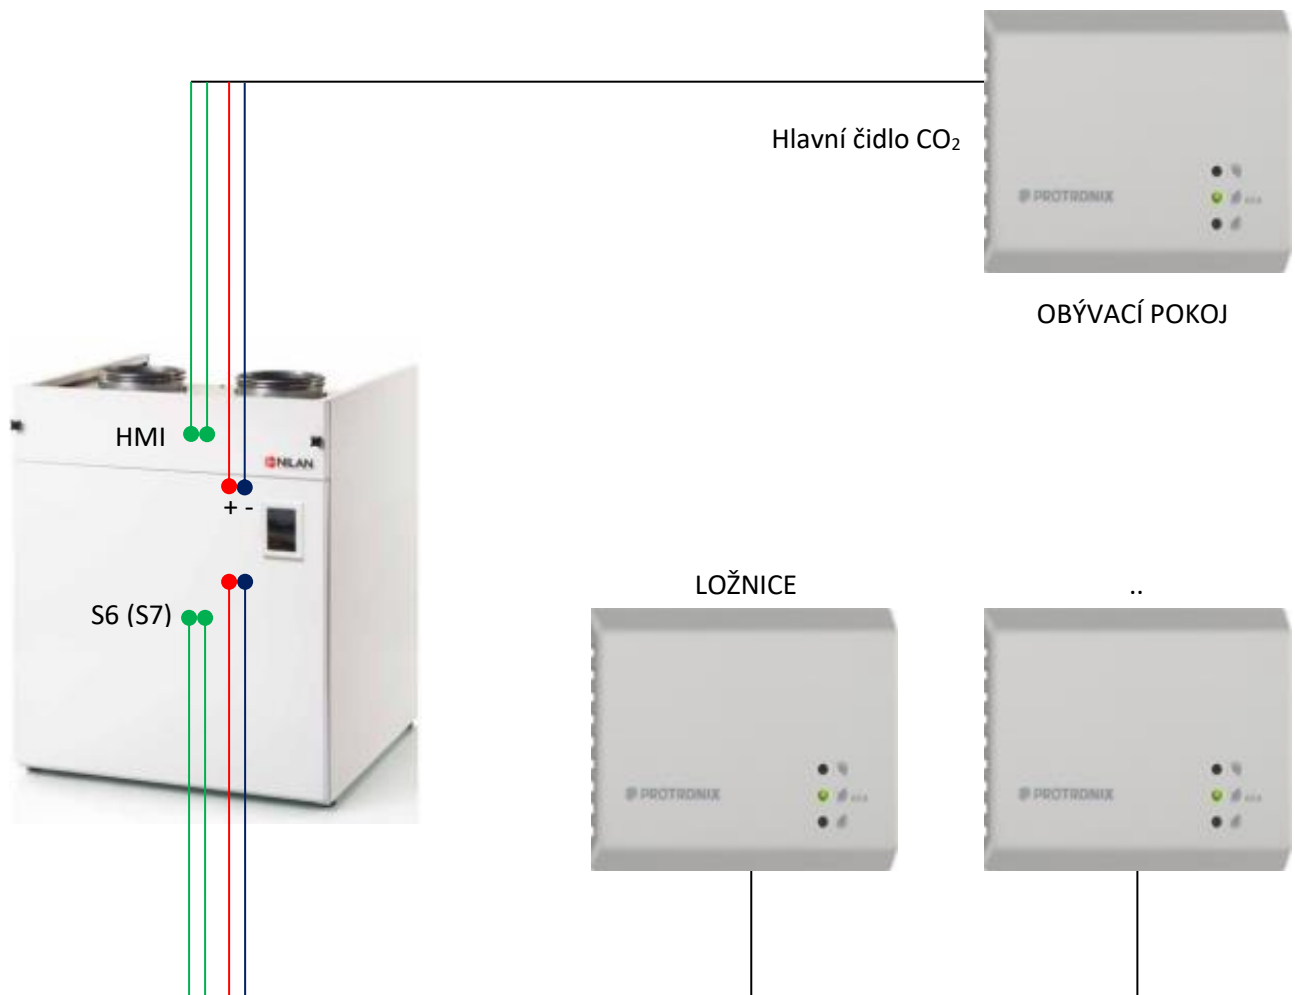 Hlavní čidlo CO₂
PROTRONIX
OBÝVACÍ POKOJ
HMI
NILAN
+ -
S6 (S7)
LOŽNICE
..
PROTRONIX
PROTRONIX